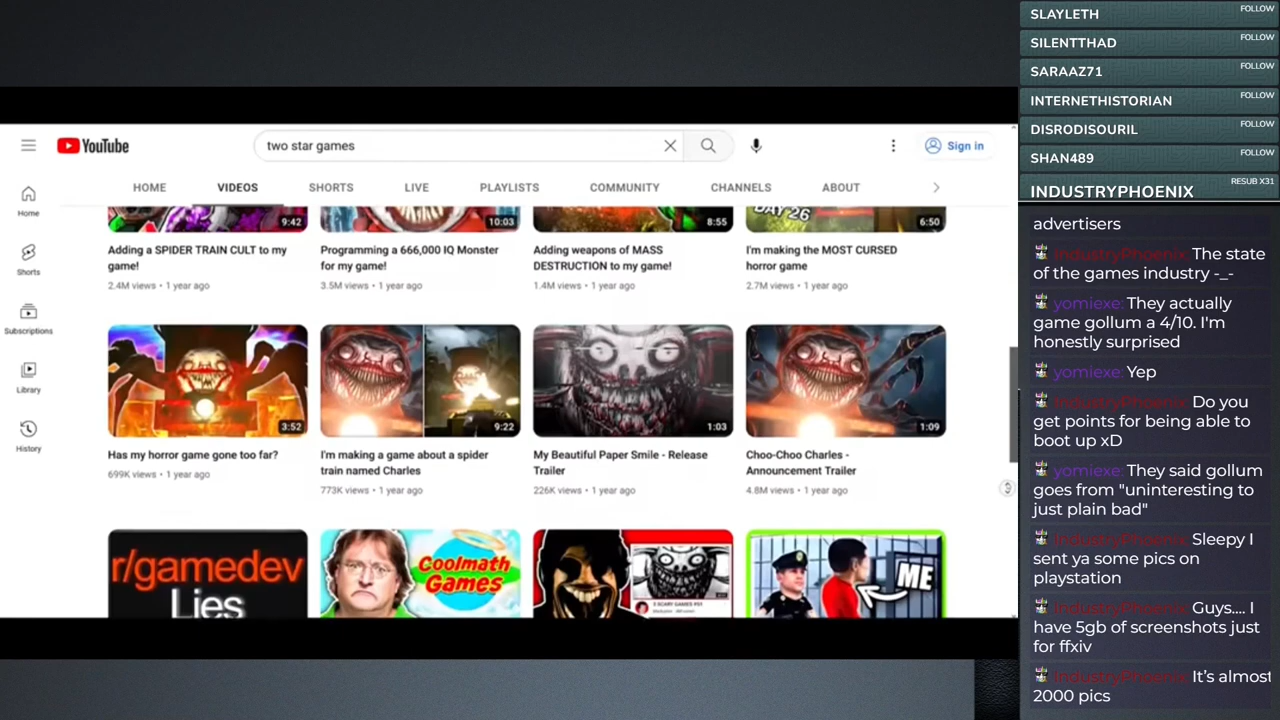 YouTube
two star games
Sign in
HOME VIDEOS SHORTS LIVE PLAYLISTS COMMUNITY CHANNELS ABOUT
Home
Shorts
Subscriptions
Library
History
9:42
10:03
8:55
DAY 26
6:50
Adding a SPIDER TRAIN CULT to my
game!
2.4M views • 1 year ago
Programming a 666,000 IQ Monster
for my game!
3.5M views • 1 year ago
Adding weapons of MASS
DESTRUCTION to my game!
1.4M views • 1 year ago
I'm making the MOST CURSED
horror game
2.7M views • 1 year ago
3:52
9:22
1:03
1:09
Has my horror game gone too far?
699K views • 1 year ago
I'm making a game about a spider
train named Charles
773K views • 1 year ago
My Beautiful Paper Smile - Release
Trailer
226K views • 1 year ago
Choo-Choo Charles -
Announcement Trailer
4.8M views • 1 year ago
r/gamedev
Lies
Coolmath
Games
ME
SLAYLETH FOLLOW
SILENTTHAD FOLLOW
SARAAZ71 FOLLOW
INTERNETHISTORIAN FOLLOW
DISRODISOURIL FOLLOW
SHAN489 FOLLOW
INDUSTRYPHOENIX RESUB X31
advertisers
IndustryPhoenix: The state
of the games industry -_-
yomiexe: They actually
game gollum a 4/10. I'm
honestly surprised
yomiexe: Yep
IndustryPhoenix: Do you
get points for being able to
boot up xD
yomiexe: They said gollum
goes from "uninteresting to
just plain bad"
IndustryPhoenix: Sleepy I
sent ya some pics on
playstation
IndustryPhoenix: Guys.... I
have 5gb of screenshots just
for ffxiv
IndustryPhoenix: It's almost
2000 pics